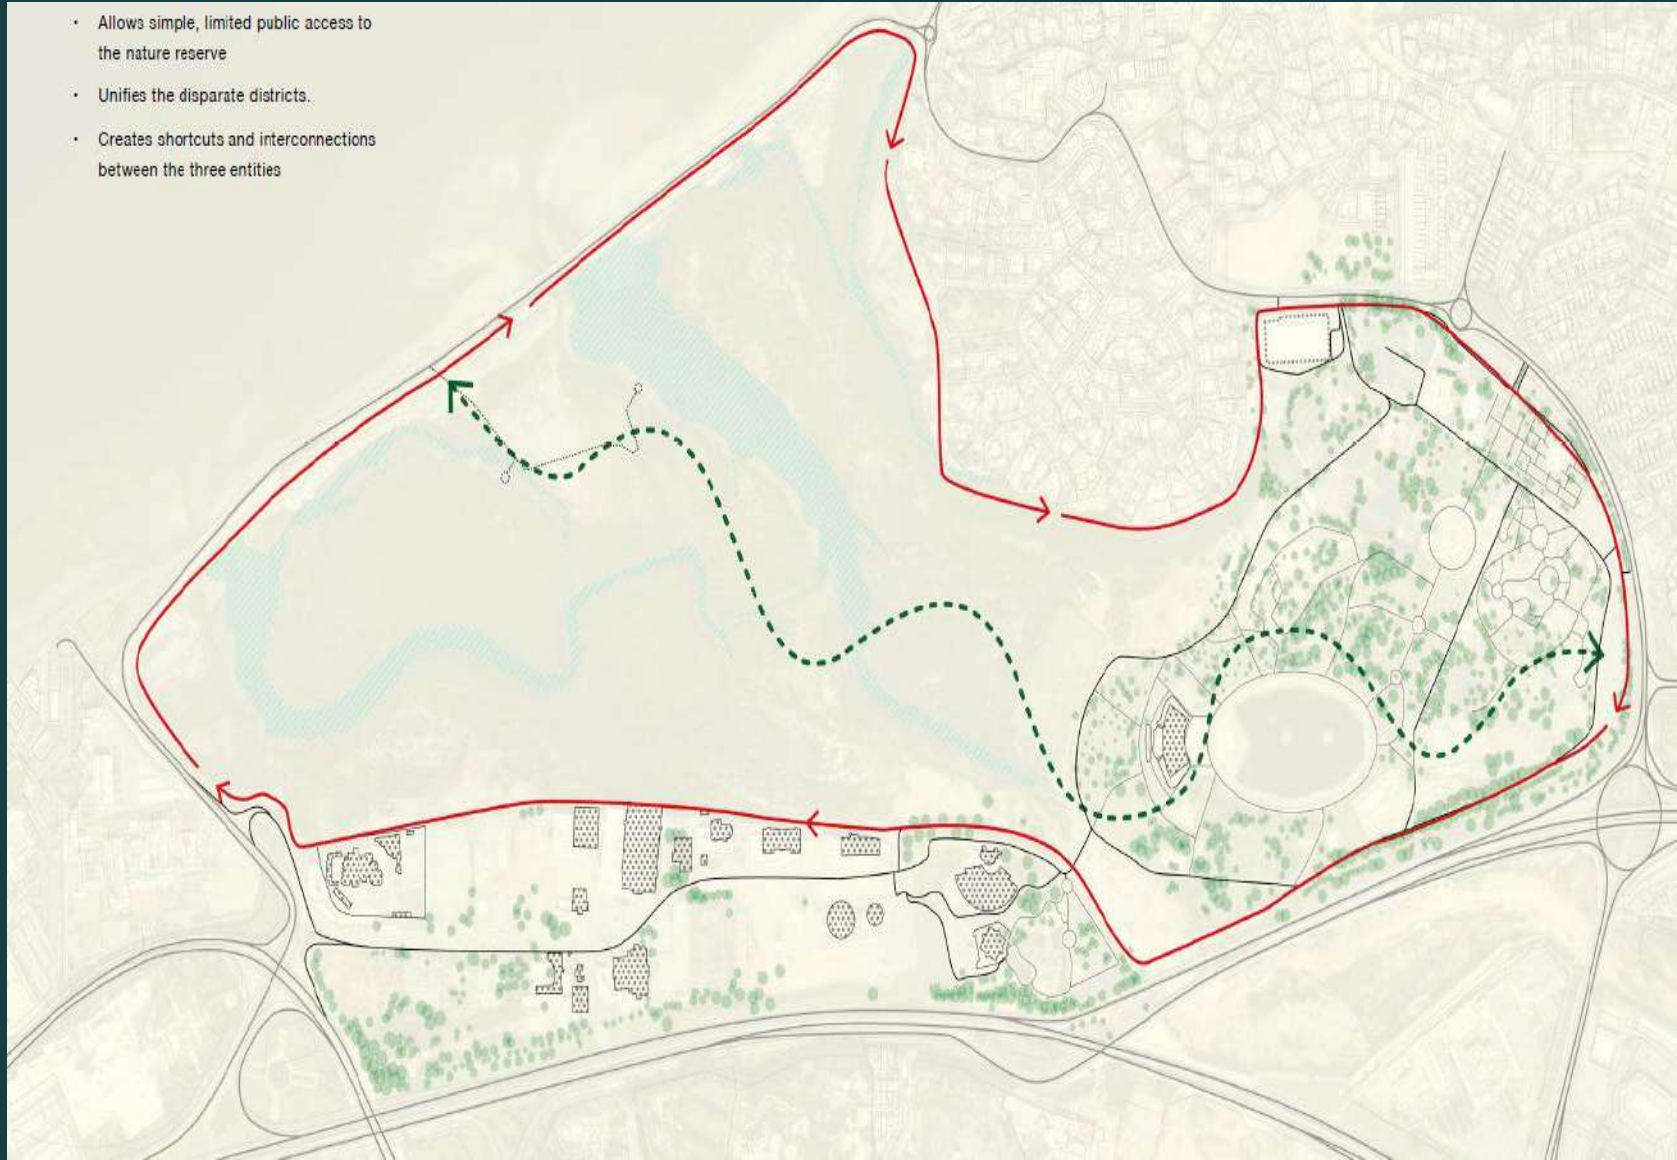 · Allows simple, limited public access to
the nature reserve
· Unifies the disparate districts.
· Creates shortcuts and interconnections
between the three entities